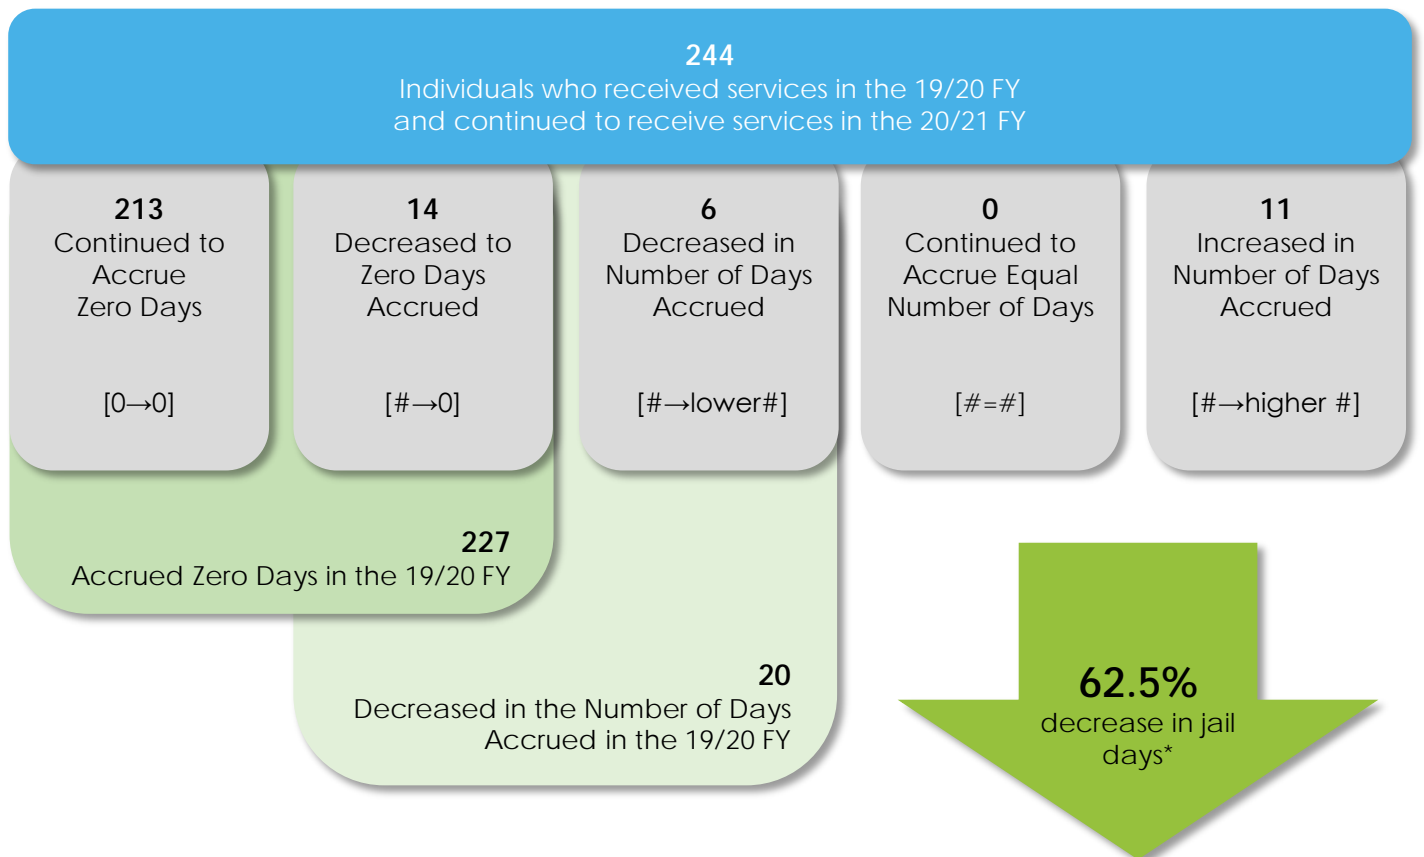 244
Individuals who received services in the 19/20 FY
and continued to receive services in the 20/21 FY
213
Continued to
Accrue
Zero Days
[0→0]
14
Decreased to
Zero Days
Accrued
[#→0]
6
Decreased in
Number of Days
Accrued
[#→lower#]
0
Continued to
Accrue Equal
Number of Days
[#=#]
11
Increased in
Number of Days
Accrued
[#→higher #]
227
Accrued Zero Days in the 19/20 FY
20
Decreased in the Number of Days
Accrued in the 19/20 FY
62.5%
decrease in jail
days*